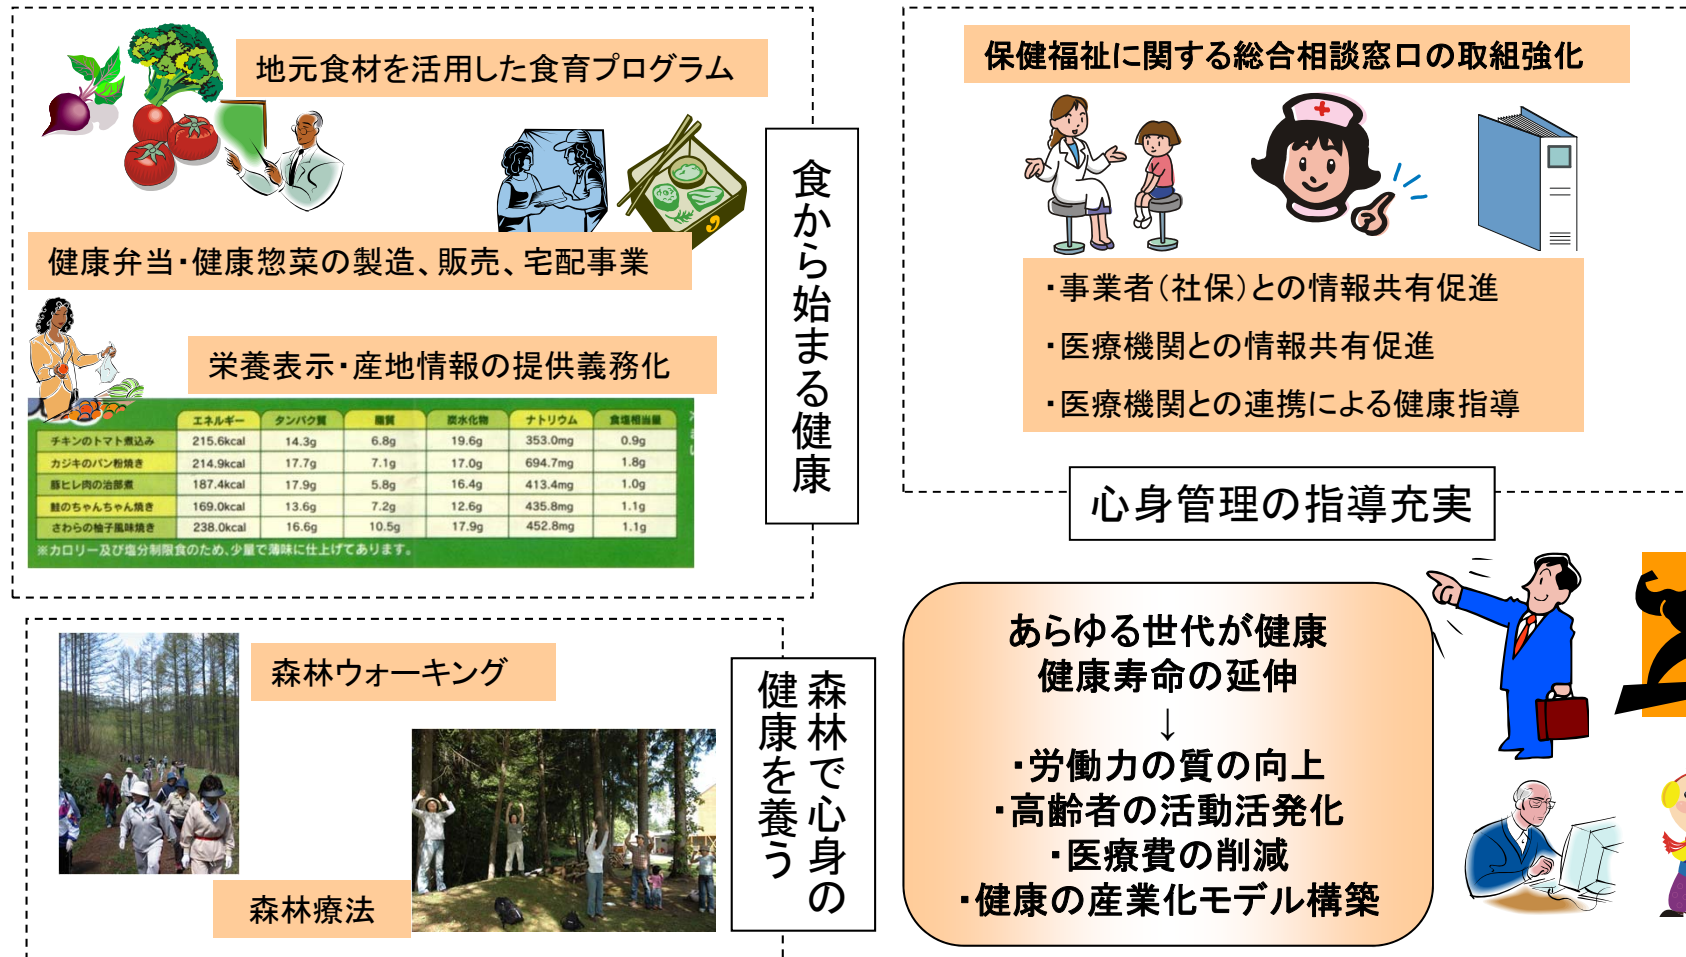 地元食材を活用した食育プログラム
健康弁当・健康惣菜の製造、販売、宅配事業
栄養表示・産地情報の提供義務化
エネルギー タンパク質 脂質 炭水化物 ナトリウム 食塩相当量
チキンのトマト煮込み 215.6kcal 14.3g 6.8g 19.6g 353.0mg 0.9g
カジキのパン粉焼き 214.9kcal 17.7g 7.1g 17.0g 694.7mg 1.8g
豚ヒレ肉の治部煮 187.4kcal 17.9g 5.8g 16.4g 413.4mg 1.0g
鮭のちゃんちゃん焼き 169.0kcal 13.6g 7.2g 12.6g 435.8mg 1.1g
さわらの柚子風味焼き 238.0kcal 16.6g 10.5g 17.9g 452.8mg 1.1g
※カロリー及び塩分制限食のため、少量で薄味に仕上げてあります。
食から始まる健康
森林ウォーキング
森林療法
森林で心身の
健康を養う
保健福祉に関する総合相談窓口の取組強化
・事業者（社保）との情報共有促進
・医療機関との情報共有促進
・医療機関との連携による健康指導
心身管理の指導充実
あらゆる世代が健康
健康寿命の延伸
↓
・労働力の質の向上
・高齢者の活動活発化
・医療費の削減
・健康の産業化モデル構築